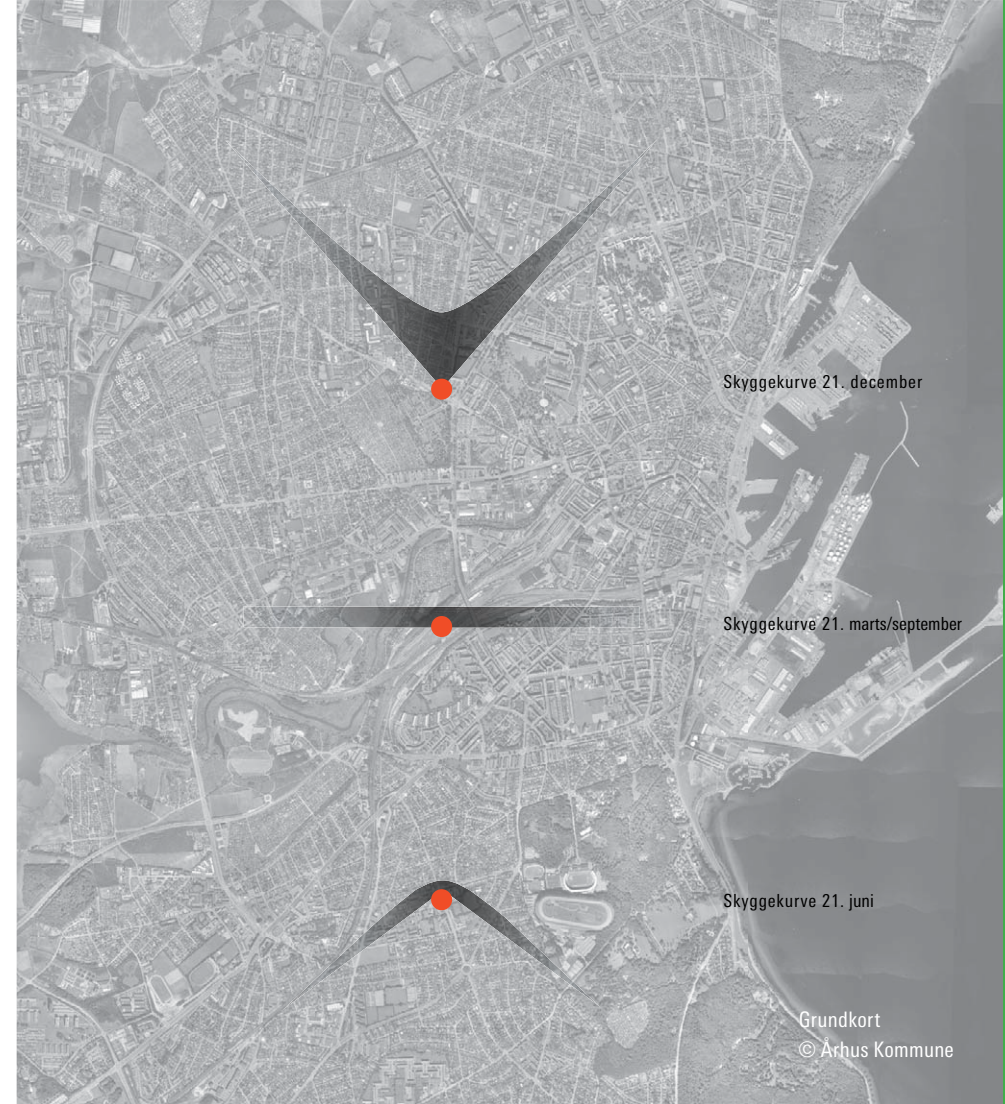 Skyggekurve 21. december
Skyggekurve 21. marts/september
Skyggekurve 21. juni
Grundkort
© Århus Kommune